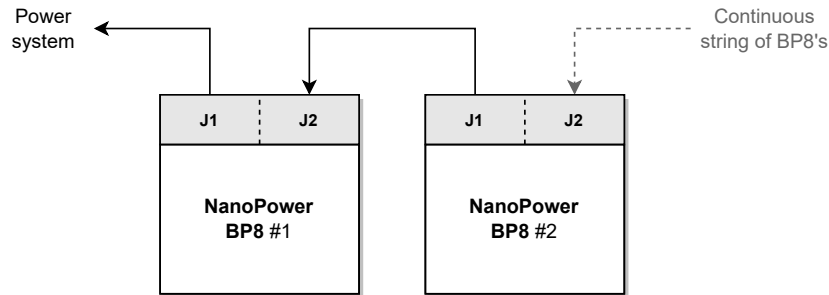 Power
system
Continuous
string of BP8's
J1
J2
J1
J2
NanoPower
BP8 #1
NanoPower
BP8 #2